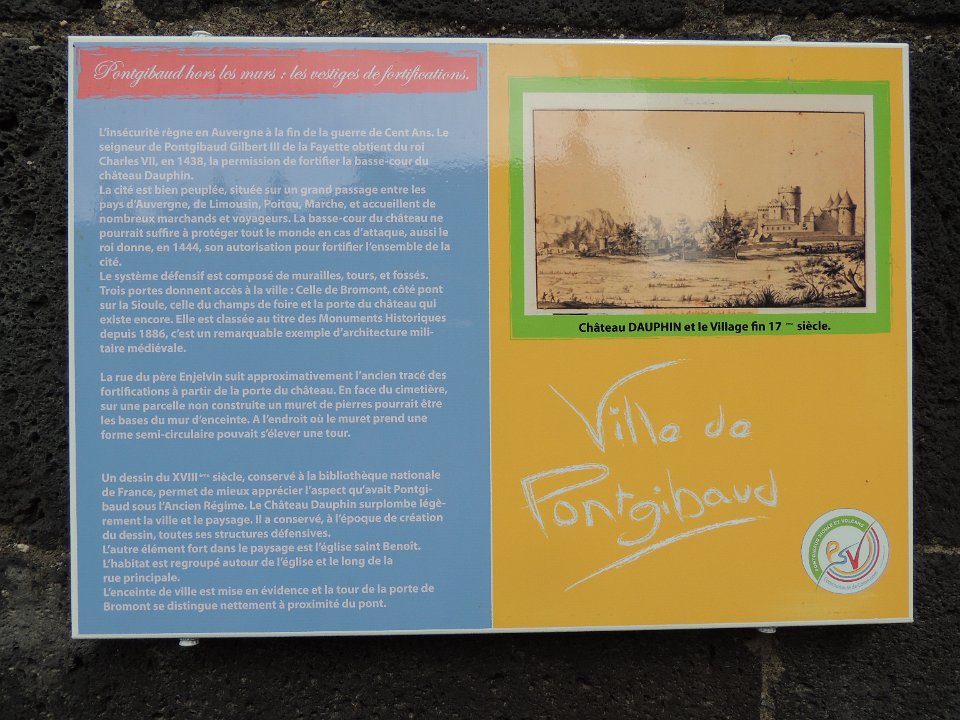 Pontgibaud hors les murs : les vestiges de fortifications.
L'insécurité règne en Auvergne à la fin de la guerre de Cent Ans. Le
seigneur de Pontgibaud Gilbert III de la Fayette obtient du roi
Charles VII, en 1438, la permission de fortifier la basse-cour du
château Dauphin.
La cité est bien peuplée, située sur un grand passage entre les
pays d'Auvergne, de Limousin, Poitou, Marche, et accueillent de
nombreux marchands et voyageurs. La basse-cour du château ne
pourrait suffire à protéger tout le monde en cas d'attaque, aussi le
roi donne, en 1444, son autorisation pour fortifier l'ensemble de la
cité.
Le système défensif est composé de murailles, tours, et fossés.
Trois portes donnent accès à la ville : Celle de Bromont, côté pont
sur la Sioule, celle du champs de foire et la porte du château qui
existe encore. Elle est classée au titre des Monuments Historiques
depuis 1886, c'est un remarquable exemple d'architecture mili-
taire médiévale.
La rue du père Enjelvin suit approximativement l'ancien tracé des
fortifications à partir de la porte du château. En face du cimetière,
sur une parcelle non construite un muret de pierres pourrait être
les bases du mur d'enceinte. A l'endroit où le muret prend une
forme semi-circulaire pouvait s'élever une tour.
Un dessin du XVIII ème siècle, conservé à la bibliothèque nationale
de France, permet de mieux apprécier l'aspect qu'avait Pontgi-
baud sous l'Ancien Régime. Le Château Dauphin surplombe légè-
rement la ville et le paysage. Il a conservé, à l'époque de création
du dessin, toutes ses structures défensives.
L'autre élément fort dans le paysage est l'église saint Benoît.
L'habitat est regroupé autour de l'église et le long de la
rue principale.
L'enceinte de ville est mise en évidence et la tour de la porte de
Bromont se distingue nettement à proximité du pont.
Château DAUPHIN et le Village fin 17 ème siècle.
Ville de
Pontgibaud
PONTGIBAUD SIOULE ET VOLCANS
PSV